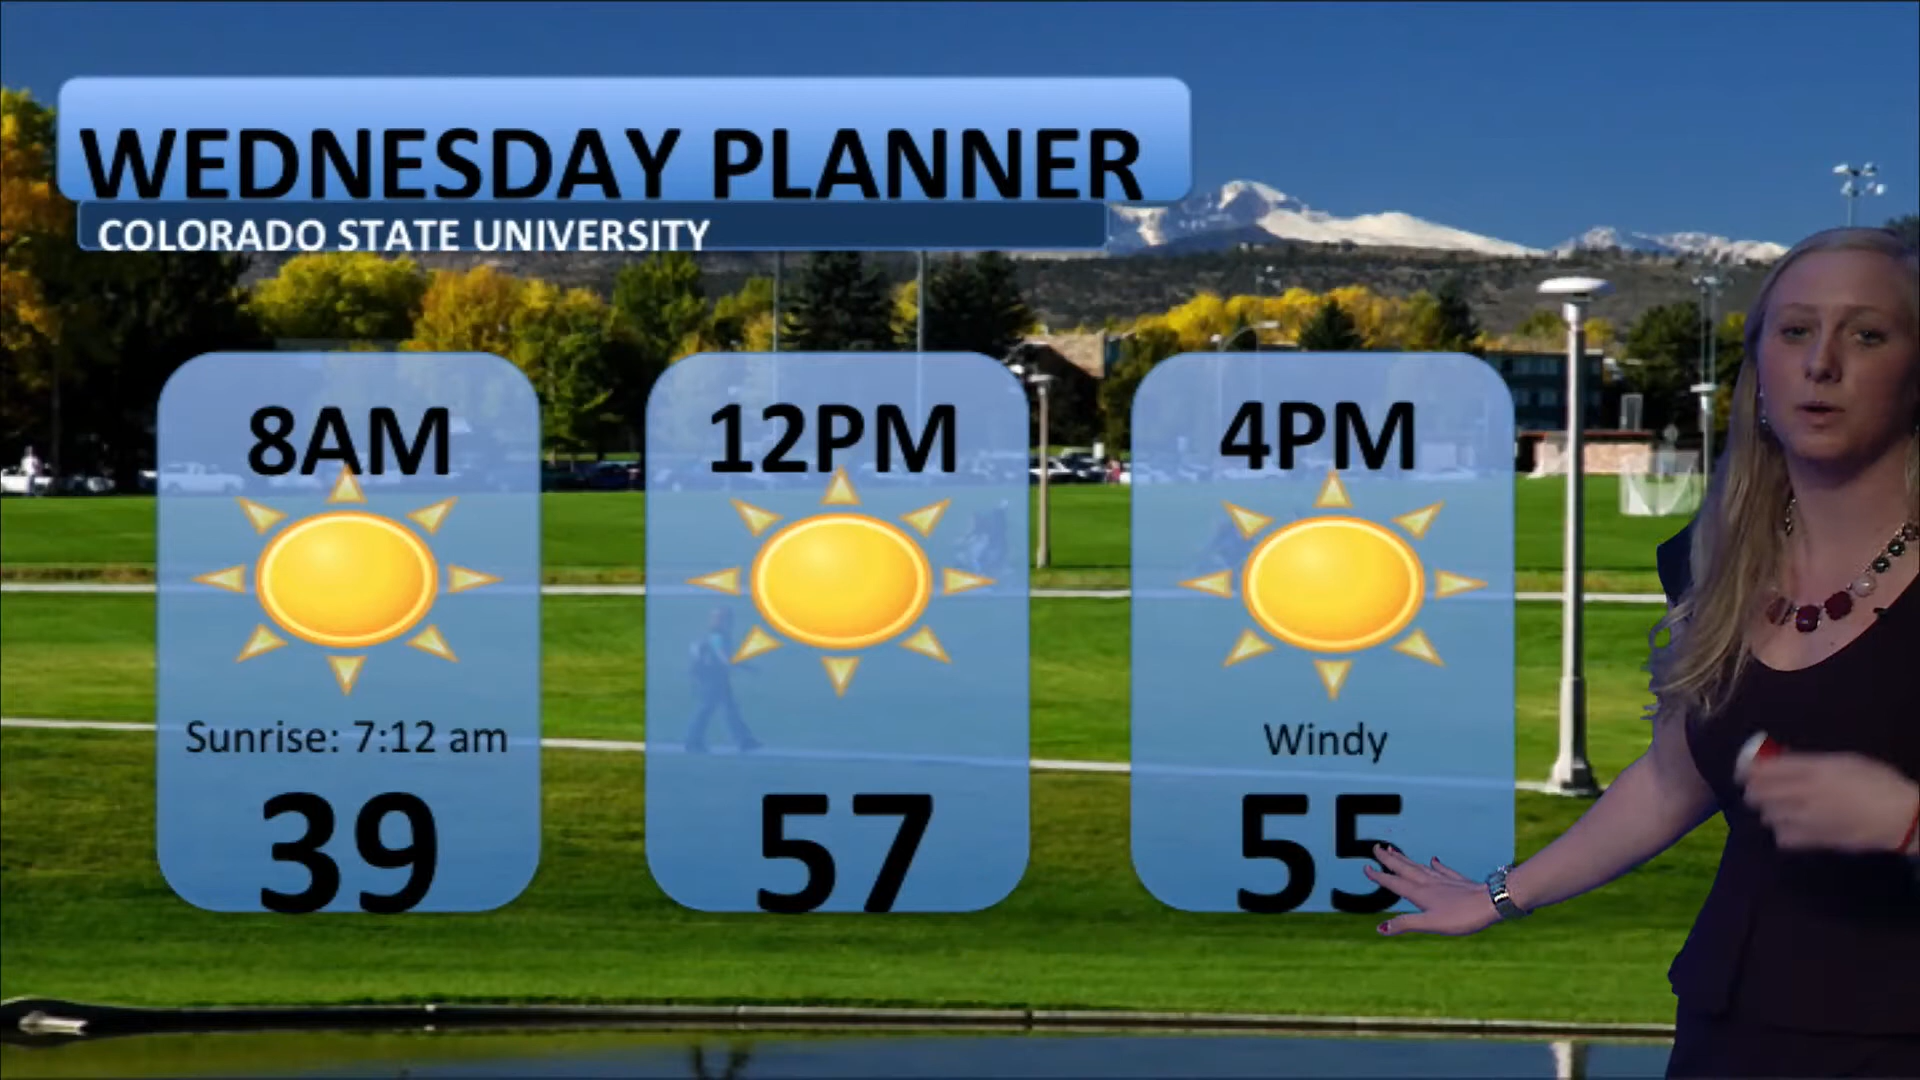 WEDNESDAY PLANNER
COLORADO STATE UNIVERSITY
8AM
Sunrise: 7:12 am
39
12PM
57
4PM
Windy
55